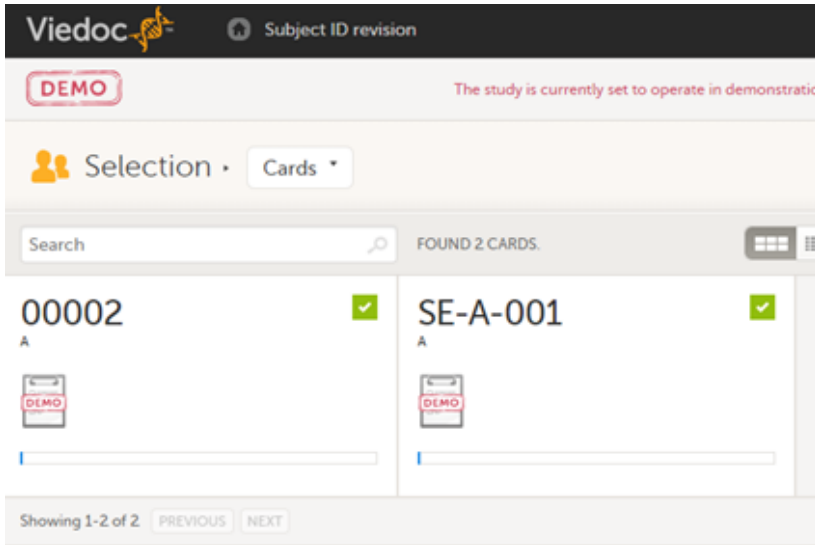 Viedoc
Subject ID revision
DEMO
The study is currently set to operate in
Selection
Cards
Search
FOUND 2 CARDS.
00002
A
DEMO
SE-A-001
A
DEMO
Showing 1-2 of 2 PREVIOUS NEXT